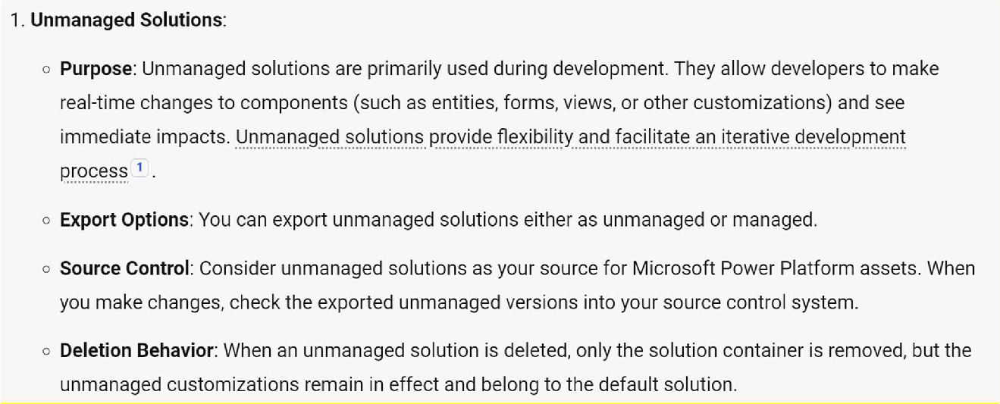 1. Unmanaged Solutions:
○ Purpose: Unmanaged solutions are primarily used during development. They allow developers to make
real-time changes to components (such as entities, forms, views, or other customizations) and see
immediate impacts. Unmanaged solutions provide flexibility and facilitate an iterative development
process 1 .
○ Export Options: You can export unmanaged solutions either as unmanaged or managed.
○ Source Control: Consider unmanaged solutions as your source for Microsoft Power Platform assets. When
you make changes, check the exported unmanaged versions into your source control system.
○ Deletion Behavior: When an unmanaged solution is deleted, only the solution container is removed, but the
unmanaged customizations remain in effect and belong to the default solution.